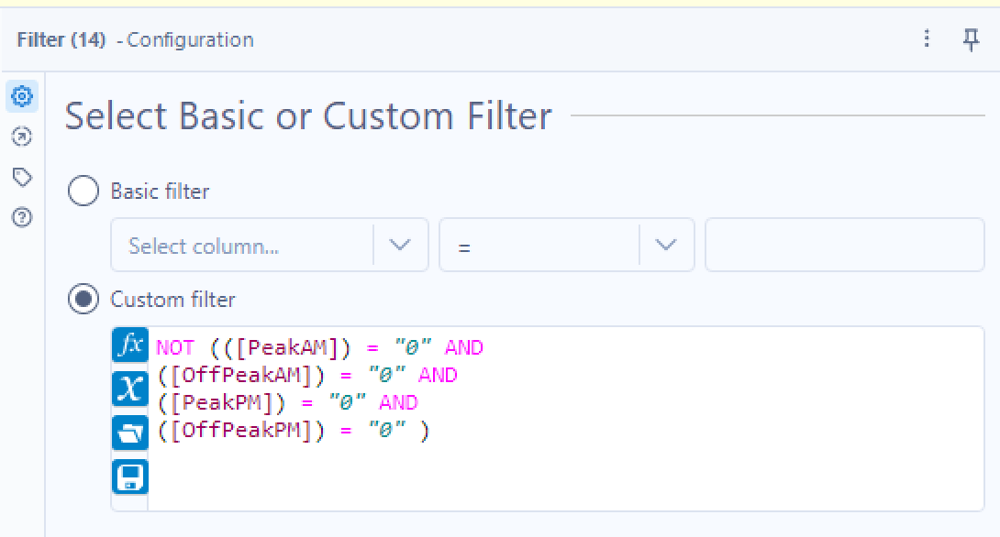 Filter (14) - Configuration
Select Basic or Custom Filter
Basic filter
Select column... = 
Custom filter
fx NOT (([PeakAM]) = "0" AND
X ([OffPeakAM]) = "0" AND
([PeakPM]) = "0" AND
([OffPeakPM]) = "0" )